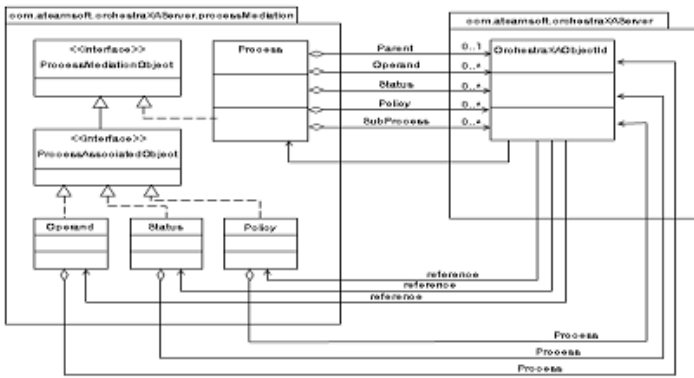 com.ateamsoft.orchestraXAServer.processMediation
com.ateamsoft.orchestraXAServer
<<interface>>
ProcessMediationObject
Process
Parent
0..1
OrchestraXAObjectId
Operand
0..*
Status
0..*
Policy
0..*
SubProcess
0..*
<<interface>>
ProcessAssociatedObject
Operand
Status
Policy
reference
reference
reference
Process
Process
Process